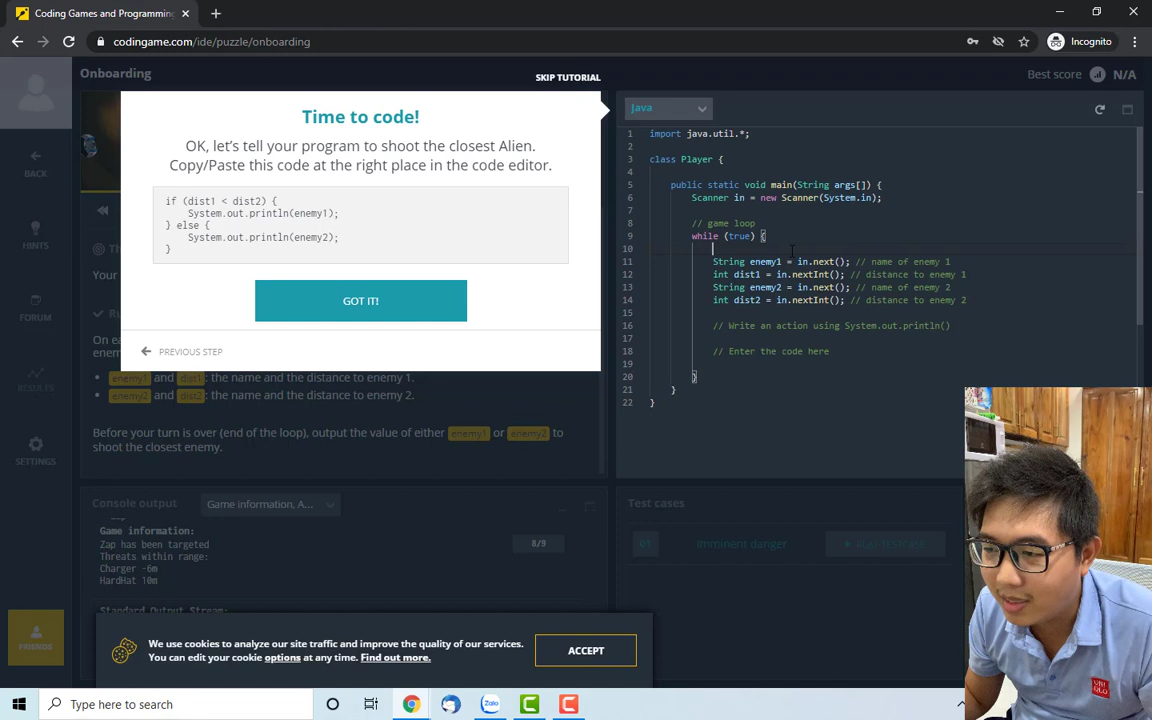 Coding Games and Programming
codingame.com/ide/puzzle/onboarding
Incognito
Onboarding
SKIP TUTORIAL
Best score
N/A
Time to code!
OK, let's tell your program to shoot the closest Alien.
Copy/Paste this code at the right place in the code editor.
if (dist1 < dist2) {
System.out.println(enemy1);
} else {
System.out.println(enemy2);
}
GOT IT!
PREVIOUS STEP
BACK
HINTS
FORUM
RESULTS
SETTINGS
FRIENDS
Java
1 import java.util.*;
2
3 class Player {
4
5 public static void main(String args[]) {
6 Scanner in = new Scanner(System.in);
7
8 // game loop
9 while (true) {
10
11 String enemy1 = in.next(); // name of enemy 1
12 int dist1 = in.nextInt(); // distance to enemy 1
13 String enemy2 = in.next(); // name of enemy 2
14 int dist2 = in.nextInt(); // distance to enemy 2
15
16 // Write an action using System.out.println()
17
18 // Enter the code here
19
20 }
21 }
22 }
enemy1 and dist1: the name and the distance to enemy 1.
enemy2 and dist2: the name and the distance to enemy 2.
Before your turn is over (end of the loop), output the value of either enemy1 or enemy2 to
shoot the closest enemy.
Console output
Game information, A...
Game information:
Zap has been targeted
Threats within range:
Charger -6m
HardHat 10m
Standard Output Stream:
8/9
Test cases
01
Imminent danger
We use cookies to analyze our site traffic and improve the quality of our services.
You can edit your cookie options at any time. Find out more.
ACCEPT
Type here to search
Zalo
UNI
QLO